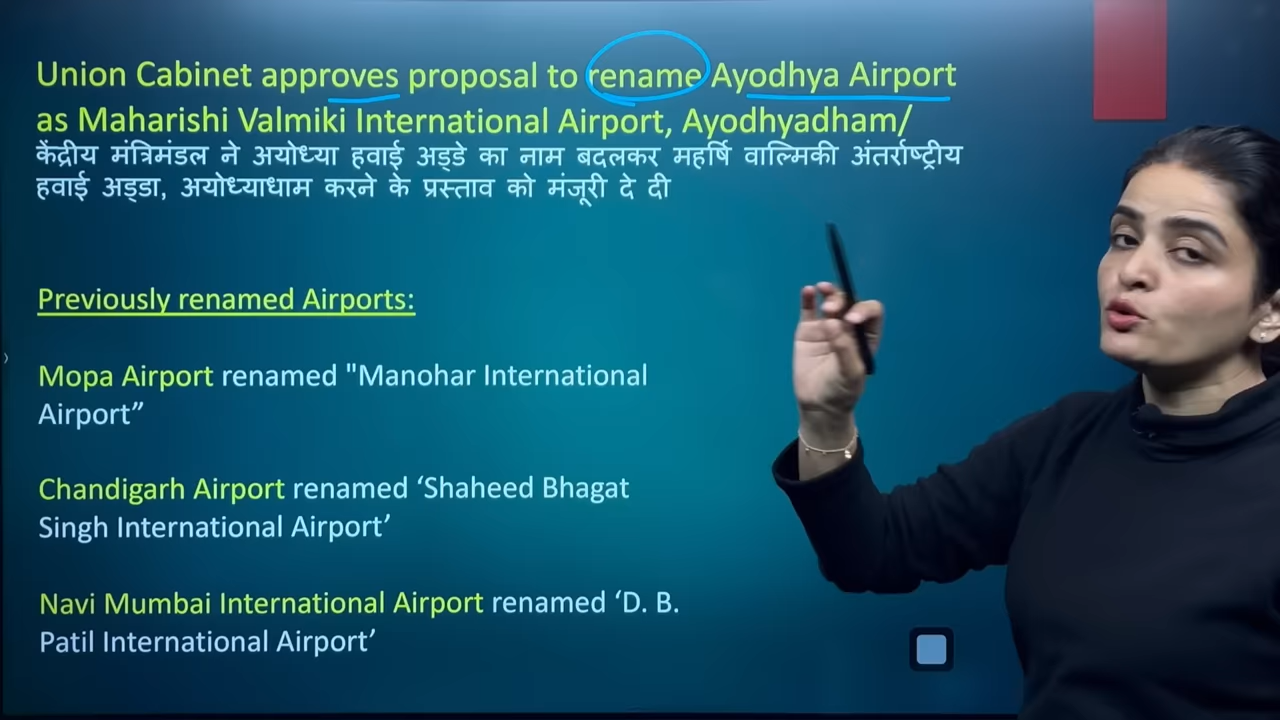 Union Cabinet approves proposal to rename Ayodhya Airport
as Maharishi Valmiki International Airport, Ayodhyadham/
केंद्रीय मंत्रिमंडल ने अयोध्या हवाई अड्डे का नाम बदलकर महर्षि वाल्मिकी अंतर्राष्ट्रीय
हवाई अड्डा, अयोध्याधाम करने के प्रस्ताव को मंजूरी दे दी
Previously renamed Airports:
Mopa Airport renamed "Manohar International
Airport”
Chandigarh Airport renamed ‘Shaheed Bhagat
Singh International Airport’
Navi Mumbai International Airport renamed ‘D. B.
Patil International Airport’